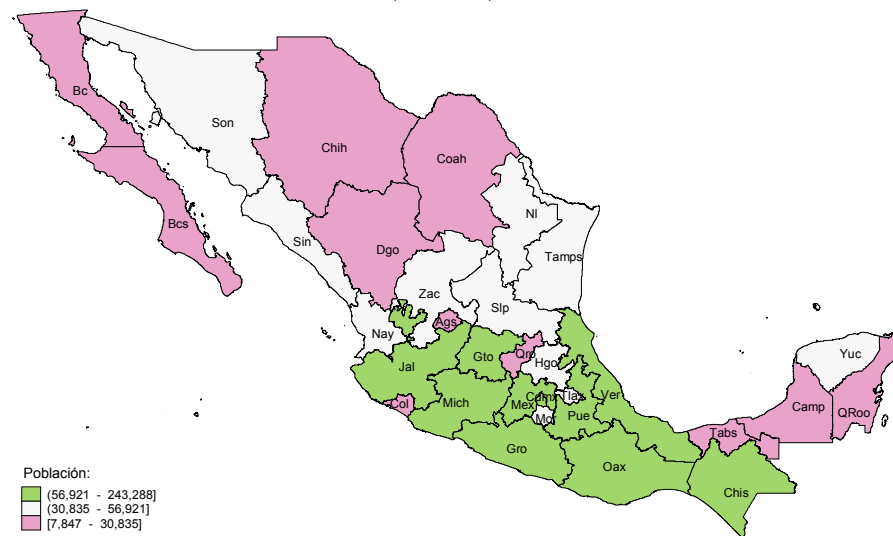 Bc
Son
Chih
Coah
Bcs
Nl
Sin
Dgo
Tamps
Zac
Slp
Nay
Ags
Yuc
Jal
Gto
Qro
Hgo
Col
Mich
Mex
Cdmx
Tlax
Mo
Pue
Ver
Camp
QRoo
Tabs
Gro
Oax
Chis
Población:
(56,921 - 243,288]
(30,835 - 56,921]
[7,847 - 30,835]